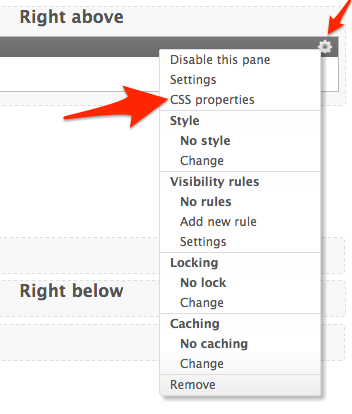 Right above
Disable this pane
Settings
CSS properties
Style
No style
Change
Visibility rules
No rules
Add new rule
Settings
Locking
No lock
Change
Caching
No caching
Change
Remove
Right below